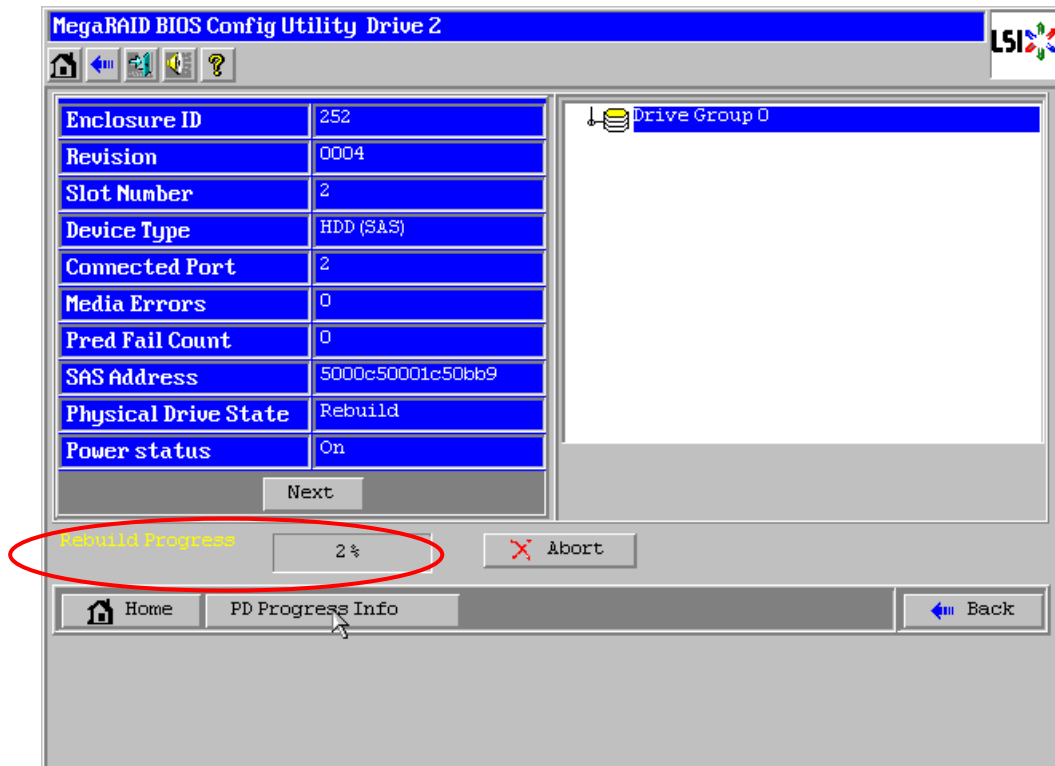 MegaRAID BIOS Config Utility Drive 2
LSI
Enclosure ID 252
Revision 0004
Slot Number 2
Device Type HDD (SAS)
Connected Port 2
Media Errors 0
Pred Fail Count 0
SAS Address 5000c50001c50bb9
Physical Drive State Rebuild
Power status On
Next
Drive Group 0
Rebuild Progress 2% Abort
Home PD Progress Info Back